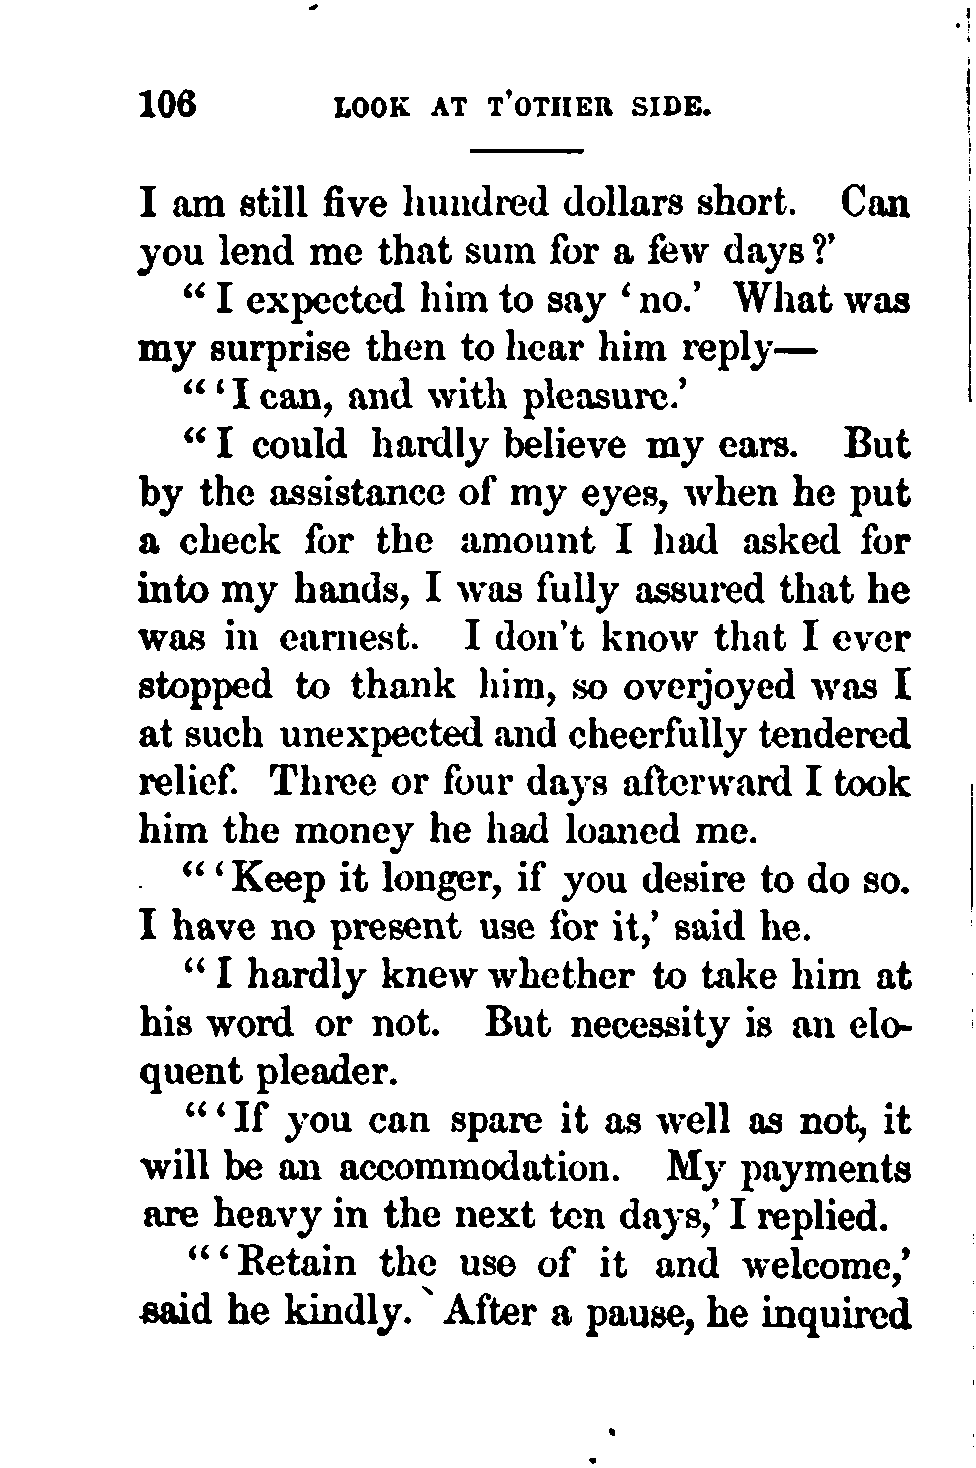 106 LOOK AT T'OTHER SIDE.
I am still five hundred dollars short. Can
you lend me that sum for a few days?'
"I expected him to say 'no.' What was
my surprise then to hear him reply—
"'I can, and with pleasure.'
"I could hardly believe my ears. But
by the assistance of my eyes, when he put
a check for the amount I had asked for
into my hands, I was fully assured that he
was in earnest. I don't know that I ever
stopped to thank him, so overjoyed was I
at such unexpected and cheerfully tendered
relief. Three or four days afterward I took
him the money he had loaned me.
"'Keep it longer, if you desire to do so.
I have no present use for it,' said he.
"I hardly knew whether to take him at
his word or not. But necessity is an elo-
quent pleader.
"'If you can spare it as well as not, it
will be an accommodation. My payments
are heavy in the next ten days,' I replied.
"'Retain the use of it and welcome,'
said he kindly. After a pause, he inquired